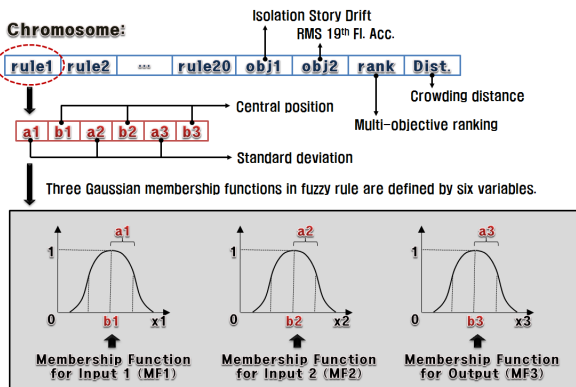 Isolation Story Drift
RMS 19th Fl. Acc.
Chromosome:
rule1 rule2 ... rule20 obj1 obj2 rank Dist.
Crowding distance
Central position
Multi-objective ranking
a1 b1 a2 b2 a3 b3
Standard deviation
Three Gaussian membership functions in fuzzy rule are defined by six variables.
a1 a2 a3
1 1 1
0 b1 x1 0 b2 x2 0 b3 x3
Membership Function for Input 1 (MF1)
Membership Function for Input 2 (MF2)
Membership Function for Output (MF3)